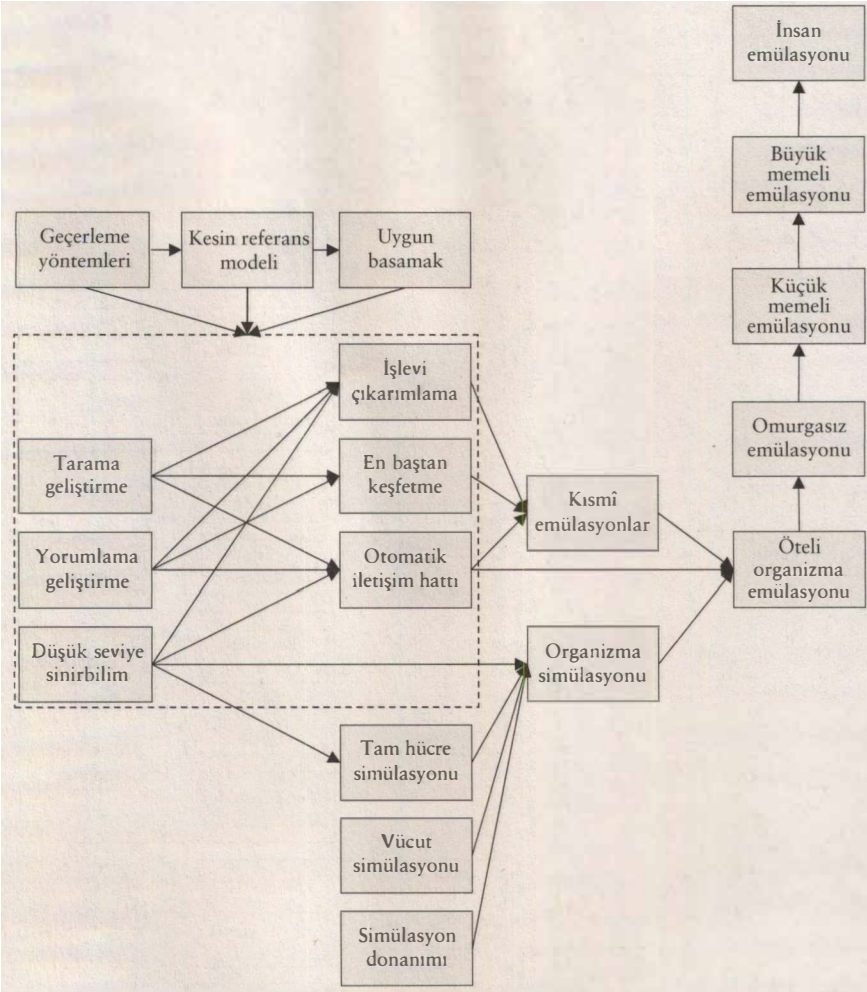 İnsan
emülasyonu
Büyük
memeli
emülasyonu
Geçerleme
yöntemleri
Kesin referans
modeli
Uygun
basamak
Küçük
memeli
emülasyonu
İşlevi
çıkarımlama
Omurgasız
emülasyonu
Tarama
geliştirme
En baştan
keşfetme
Kısmî
emülasyonlar
Yorumlama
geliştirme
Otomatik
iletişim hattı
Öteli
organizma
emülasyonu
Düşük seviye
sinirbilim
Organizma
simülasyonu
Tam hücre
simülasyonu
Vücut
simülasyonu
Simülasyon
donanımı